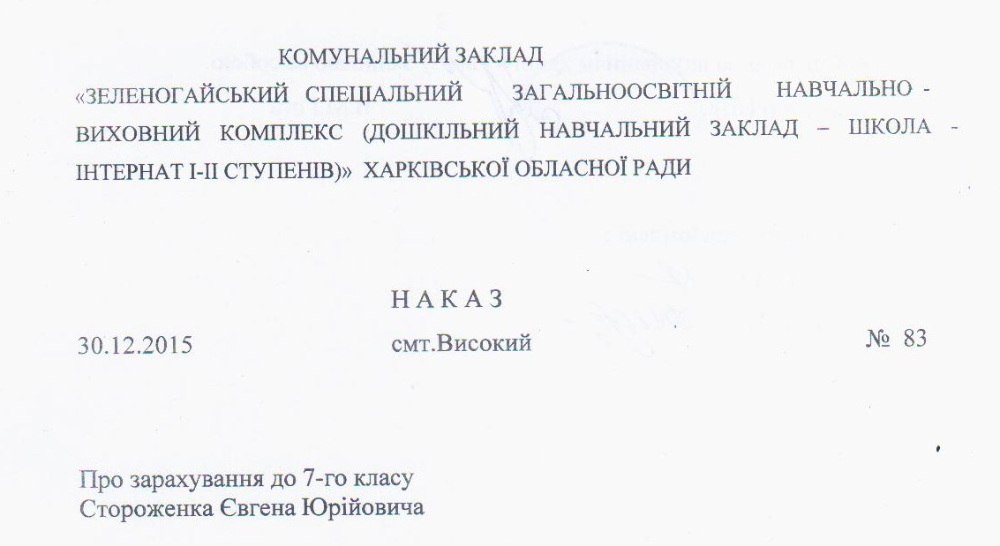 КОМУНАЛЬНИЙ ЗАКЛАД
«ЗЕЛЕНОГАЙСЬКИЙ СПЕЦІАЛЬНИЙ ЗАГАЛЬНООСВІТНІЙ НАВЧАЛЬНО -
ВИХОВНИЙ КОМПЛЕКС (ДОШКІЛЬНИЙ НАВЧАЛЬНИЙ ЗАКЛАД – ШКОЛА -
ІНТЕРНАТ І-ІІ СТУПЕНІВ)» ХАРКІВСЬКОЇ ОБЛАСНОЇ РАДИ
Н А К А З
30.12.2015 смт.Високий № 83
Про зарахування до 7-го класу
Стороженка Євгена Юрійовича